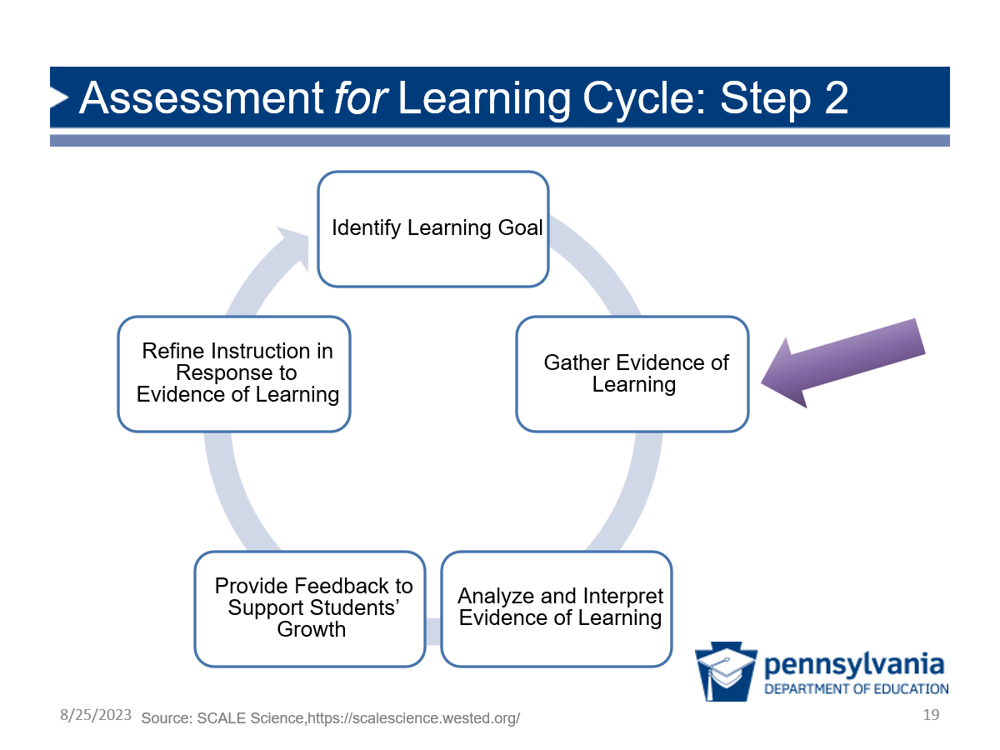 Assessment for Learning Cycle: Step 2
Identify Learning Goal
Gather Evidence of
Learning
Analyze and Interpret
Evidence of Learning
Provide Feedback to
Support Students’
Growth
Refine Instruction in
Response to
Evidence of Learning
pennsylvania
DEPARTMENT OF EDUCATION
8/25/2023
Source: SCALE Science,https://scalescience.wested.org/
19